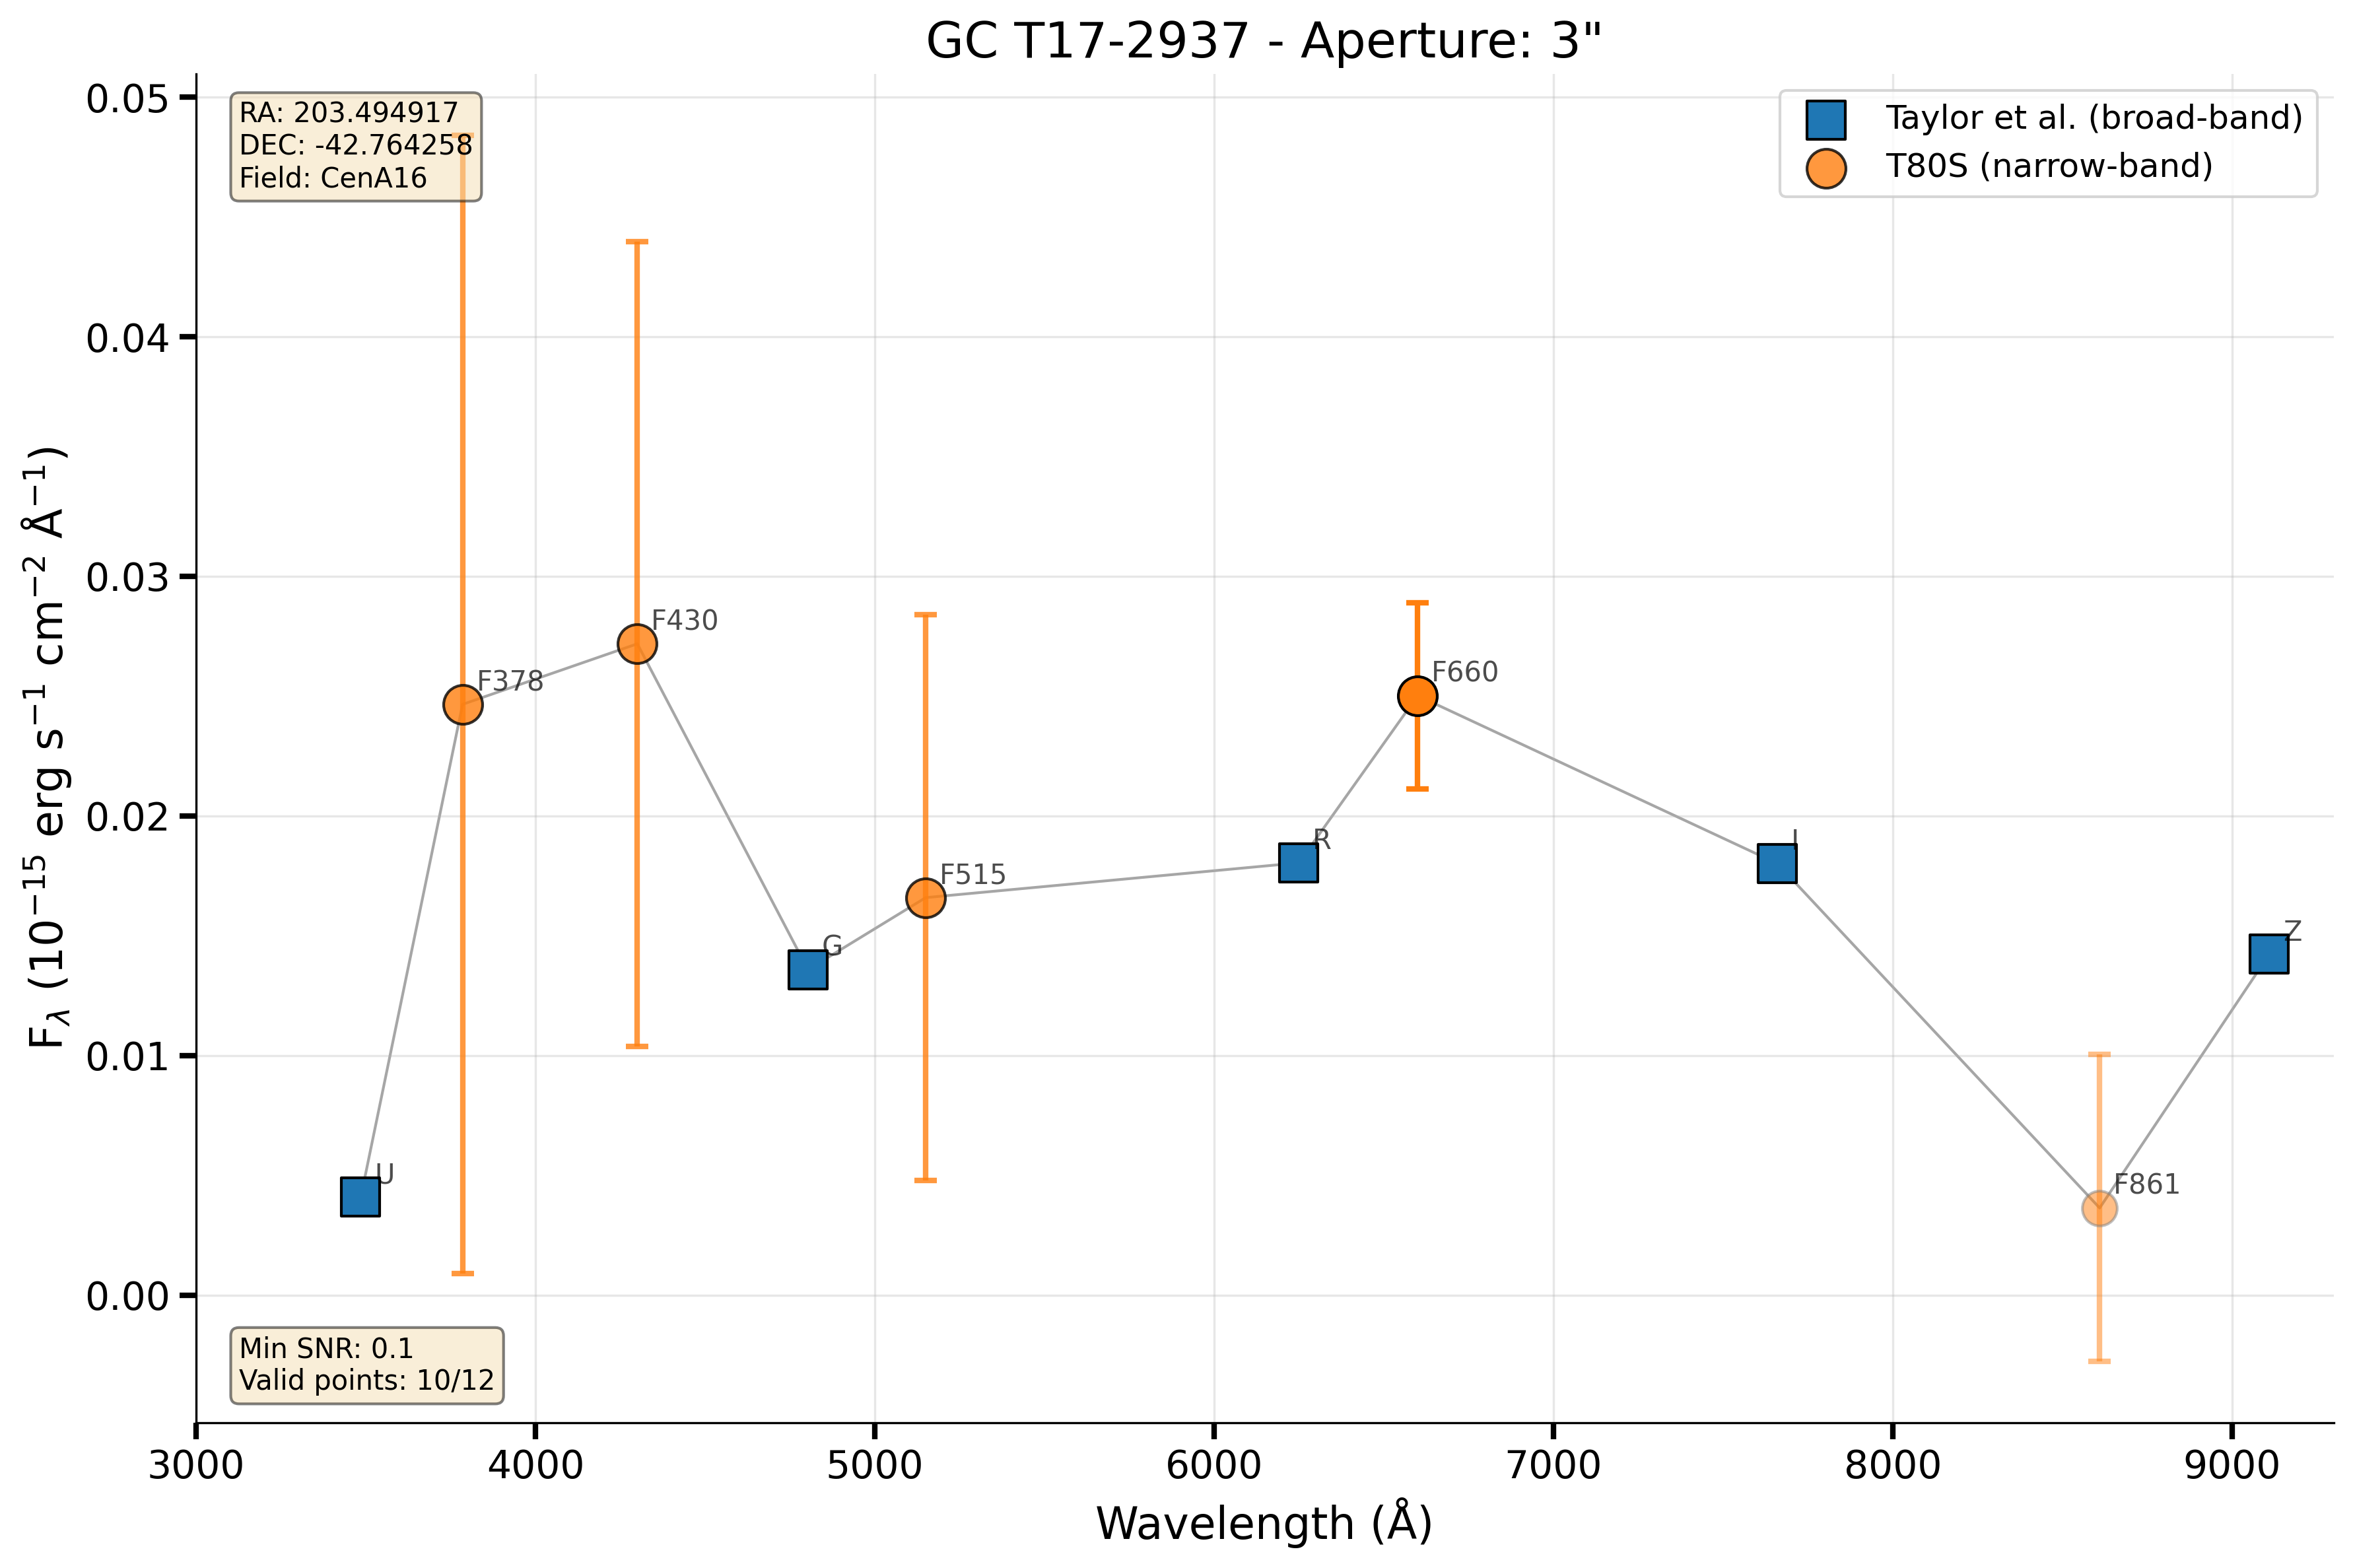 GC T17-2937 - Aperture: 3"
RA: 203.494917
DEC: -42.764258
Field: CenA16
Taylor et al. (broad-band)
T80S (narrow-band)
0.05
0.04
0.03
0.02
0.01
0.00
F_λ (10⁻¹⁵ erg s⁻¹ cm⁻² Å⁻¹)
U
F378
F430
G
F515
R
F660
I
F861
Z
Min SNR: 0.1
Valid points: 10/12
3000 4000 5000 6000 7000 8000 9000
Wavelength (Å)